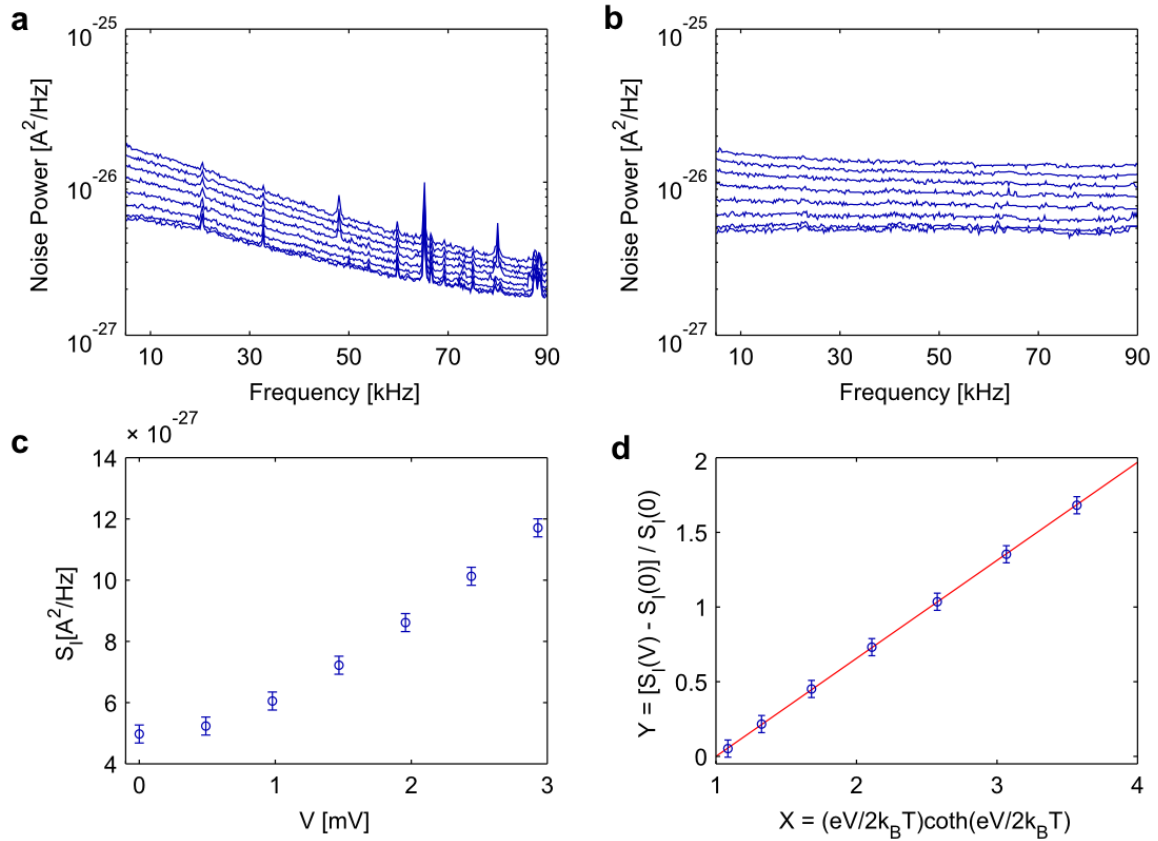 a
Noise Power [A²/Hz]
10⁻²⁵
10⁻²⁶
10⁻²⁷
10 30 50 70 90
Frequency [kHz]
b
Noise Power [A²/Hz]
10⁻²⁵
10⁻²⁶
10⁻²⁷
10 30 50 70 90
Frequency [kHz]
c
× 10⁻²⁷
S_I[A²/Hz]
14
12
10
8
6
4
0 1 2 3
V [mV]
d
Y = [S_I(V) - S_I(0)] / S_I(0)
2
1.5
1
0.5
0
1 2 3 4
X = (eV/2k_BT)coth(eV/2k_BT)